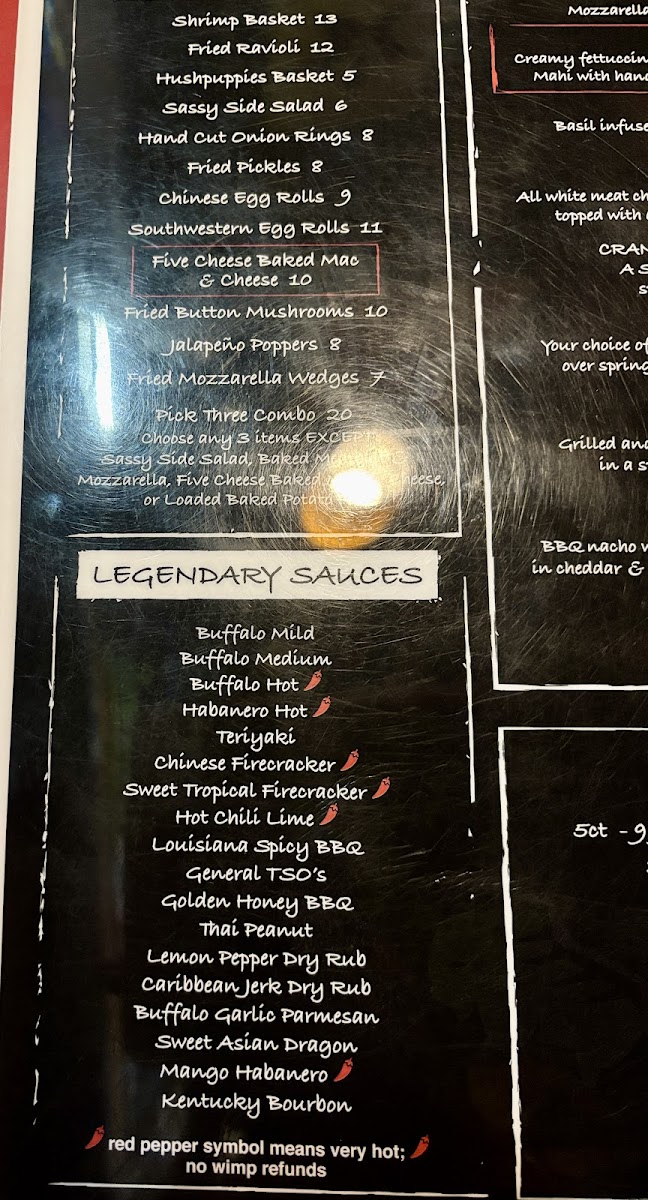 Shrimp Basket 13
Fried Ravioli 12
Hushpuppies Basket 5
Sassy Side Salad 6
Hand Cut Onion Rings 8
Fried Pickles 8
Chinese Egg Rolls 9
Southwestern Egg Rolls 11
Five Cheese Baked Mac
& Cheese 10
Fried Button Mushrooms 10
Jalapeño Poppers 8
Fried Mozzarella Wedges 7
Pick Three Combo 20
Choose any 3 items EXCEPT
Sassy Side Salad, Baked
Mozzarella, Five Cheese Baked Cheese,
or Loaded Baked
LEGENDARY SAUCES
Buffalo Mild
Buffalo Medium
Buffalo Hot
Habanero Hot
Teriyaki
Chinese Firecracker
Sweet Tropical Firecracker
Hot Chili Lime
Louisiana Spicy BBQ
General TSO's
Golden Honey BBQ
Thai Peanut
Lemon Pepper Dry Rub
Caribbean Jerk Dry Rub
Buffalo Garlic Parmesan
Sweet Asian Dragon
Mango Habanero
Kentucky Bourbon
red pepper symbol means very hot;
no wimp refunds
Mozzarella
Creamy
Mahi with
Basil
All white meat
topped with
A
Your choice of
over
Grilled
in a
BBQ nacho
in cheddar &
5ct -